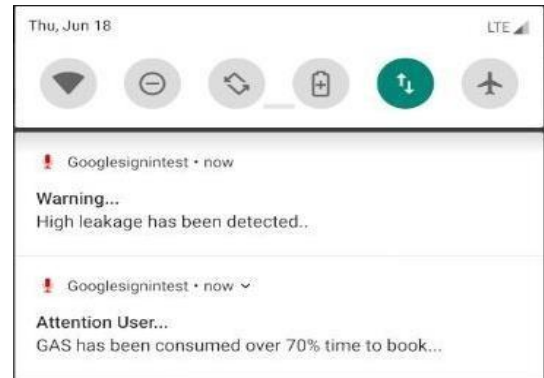 Thu, Jun 18 LTE
Googlesignintest • now
Warning...
High leakage has been detected..
Googlesignintest • now
Attention User...
GAS has been consumed over 70% time to book...